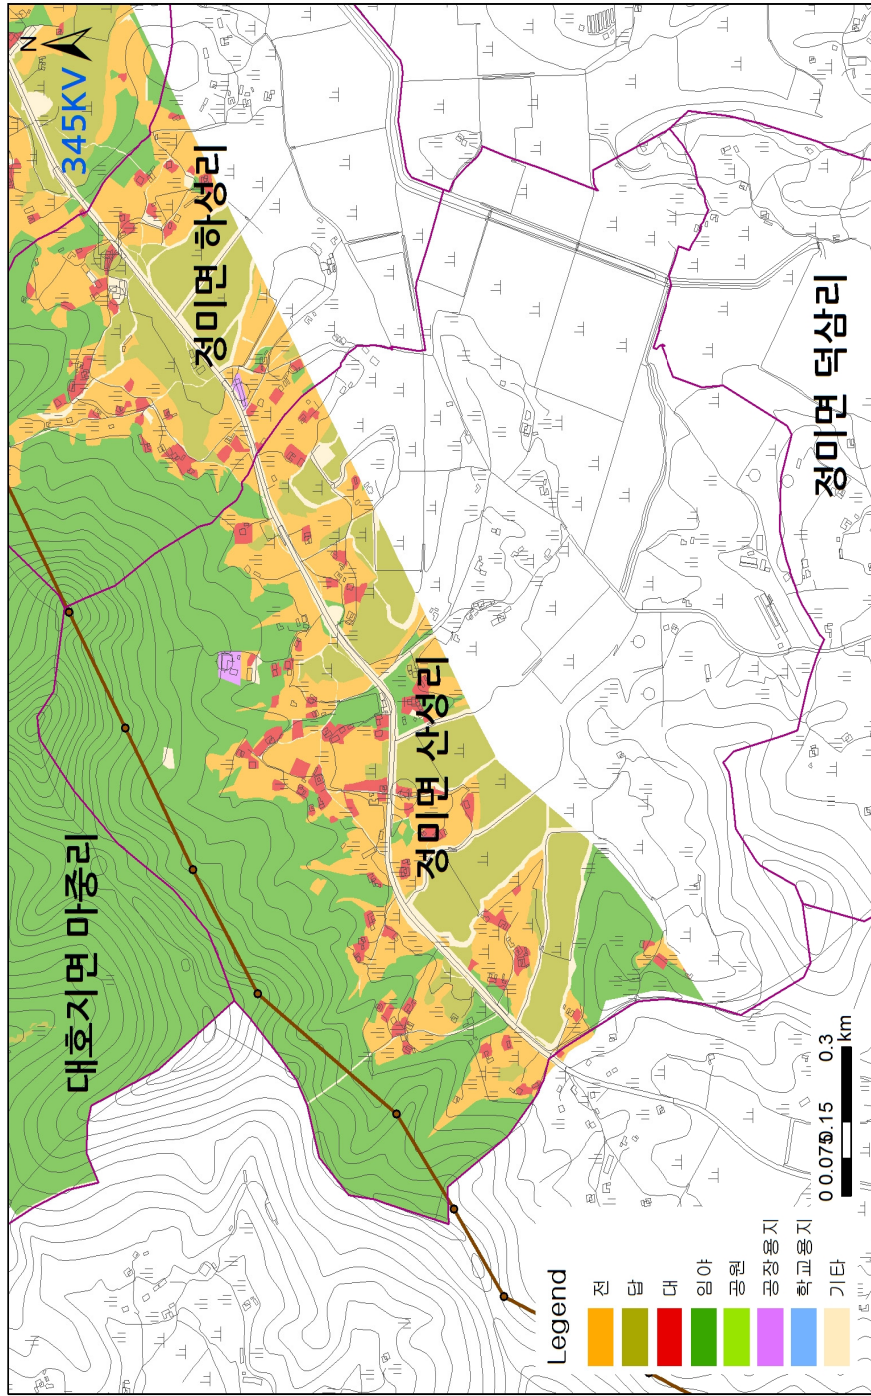 N
345KV
대호지면 마중리
정미면 하성리
정미면 산성리
정미면 덕삼리
Legend
전
답
대
임야
공원
공장용지
학교용지
기타
0 0.075 0.15 0.3
km